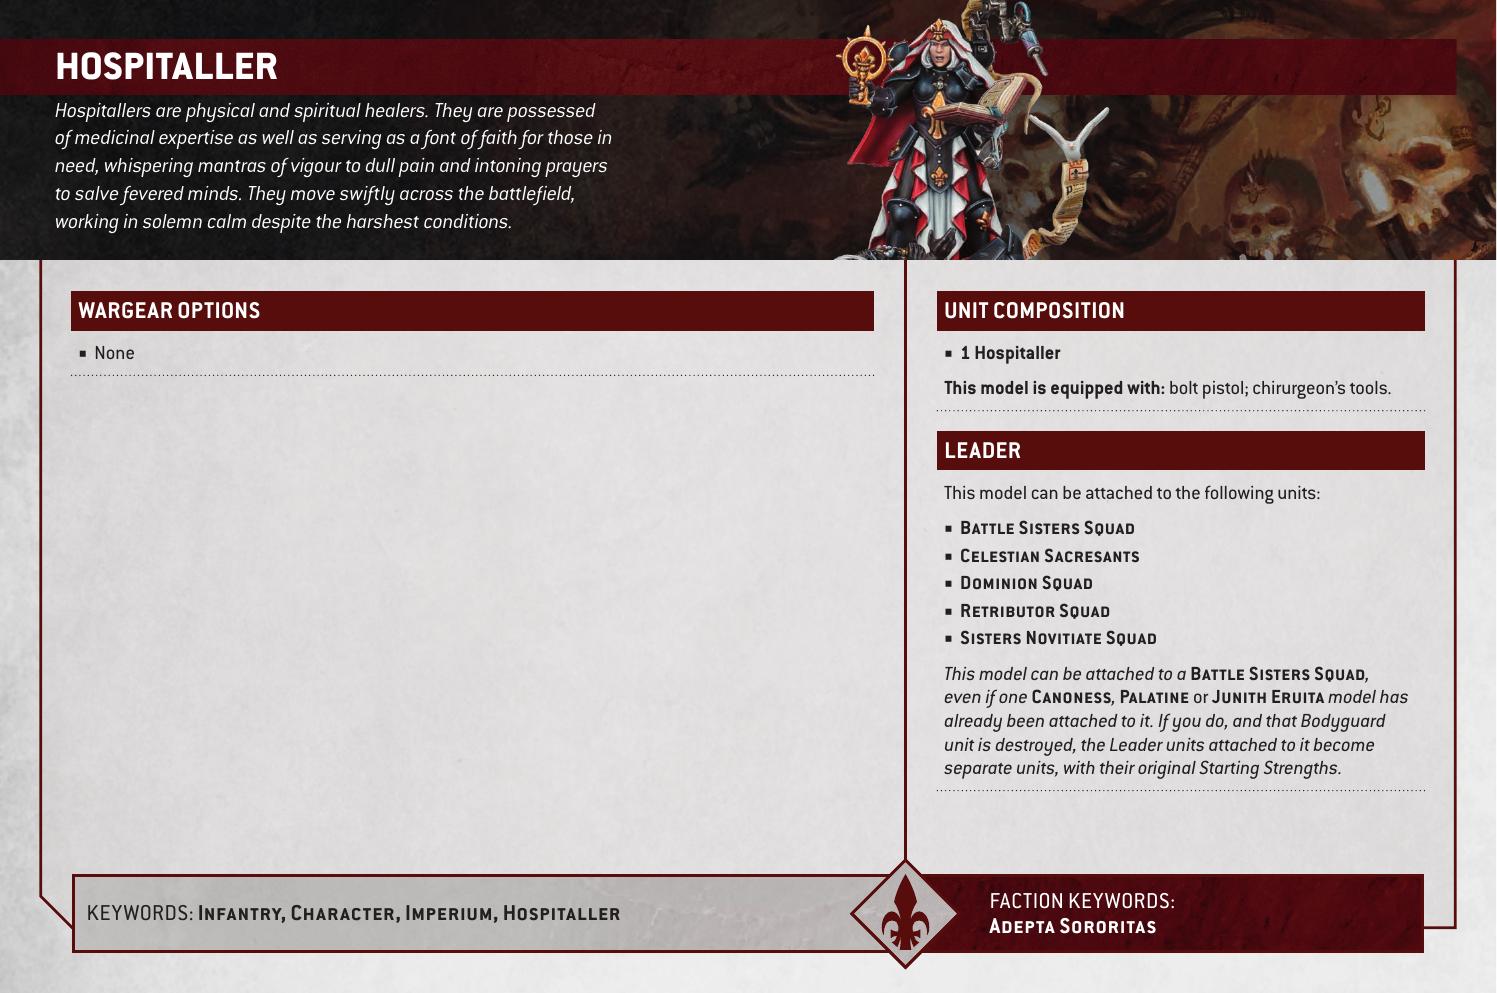 HOSPITALLER
Hospitallers are physical and spiritual healers. They are possessed
of medicinal expertise as well as serving as a font of faith for those in
need, whispering mantras of vigour to dull pain and intoning prayers
to salve fevered minds. They move swiftly across the battlefield,
working in solemn calm despite the harshest conditions.
WARGEAR OPTIONS
▪ None
UNIT COMPOSITION
▪ 1 Hospitaller
This model is equipped with: bolt pistol; chirurgeon's tools.
LEADER
This model can be attached to the following units:
▪ Battle Sisters Squad
▪ Celestian Sacresants
▪ Dominion Squad
▪ Retributor Squad
▪ Sisters Novitiate Squad
This model can be attached to a Battle Sisters Squad,
even if one Canoness, Palatine or Junith Eruita model has
already been attached to it. If you do, and that Bodyguard
unit is destroyed, the Leader units attached to it become
separate units, with their original Starting Strengths.
KEYWORDS: Infantry, Character, Imperium, Hospitaller
FACTION KEYWORDS:
Adepta Sororitas